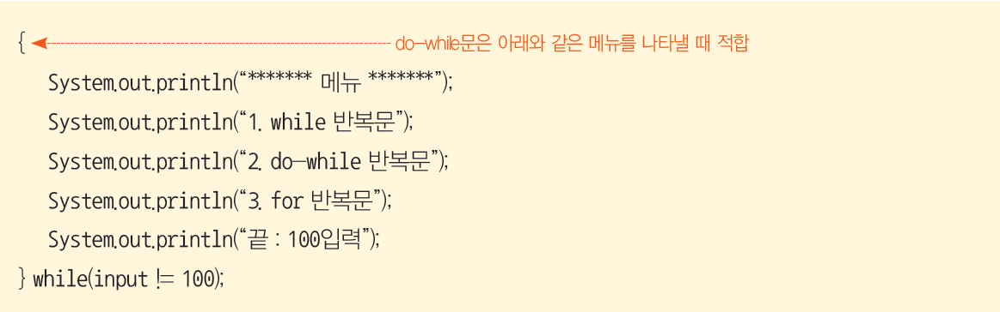 { do-while문은 아래와 같은 메뉴를 나타낼 때 적합
System.out.println(“******* 메뉴 *******”);
System.out.println(“1. while 반복문”);
System.out.println(“2. do-while 반복문”);
System.out.println(“3. for 반복문”);
System.out.println(“끝 : 100입력”);
} while(input != 100);